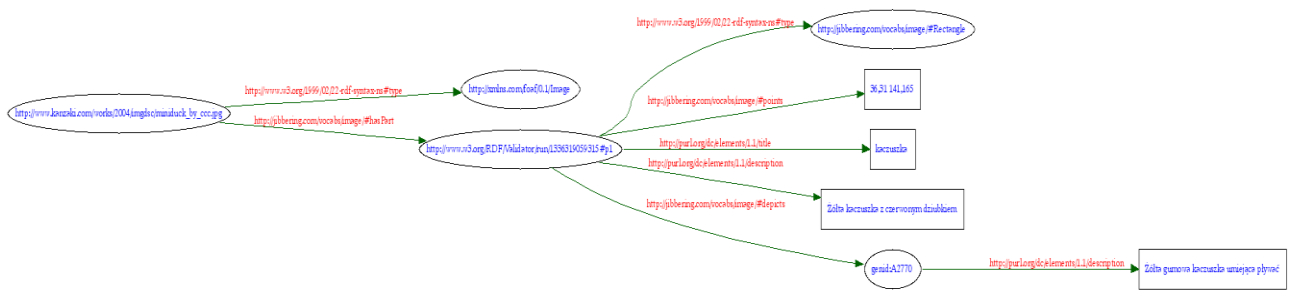 http://www.w3.org/1999/02/22-rdf-syntax-ns#type
http://jibbering.com/vocabs/image/#Rectangle
http://www.w3.org/1999/02/22-rdf-syntax-ns#type
http://xmlns.com/foaf/0.1/Image
http://jibbering.com/vocabs/image/#points
36,31 141,165
http://www.kanzaki.com/works/2004/imgdsc/miniduck_by_ccc.jpg
http://jibbering.com/vocabs/image/#hasPart
http://www.w3.org/RDF/Validator/run/1336319059315#p1
http://purl.org/dc/elements/1.1/title
kaczuszka
http://purl.org/dc/elements/1.1/description
Żółta kaczuszka z czerwonym dziubkiem
http://jibbering.com/vocabs/image/#depicts
genid:A2770
http://purl.org/dc/elements/1.1/description
Żółta gumowa kaczuszka umiejąca pływać